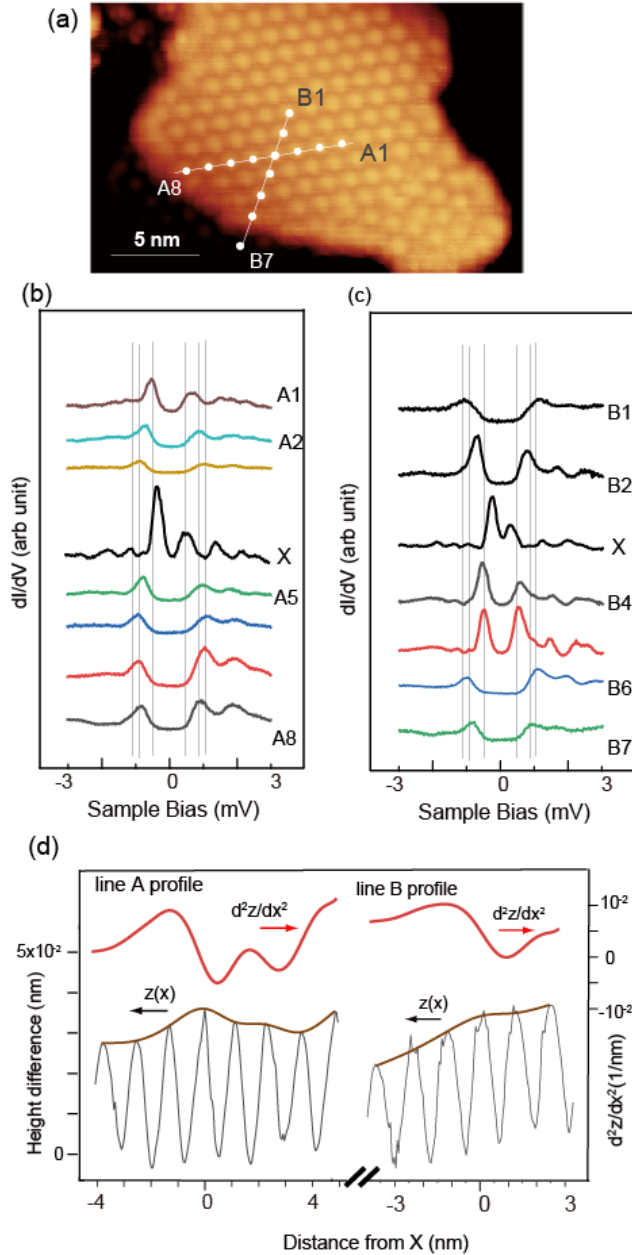 (a)
B1
A1
A8
5 nm
B7
(b)
(c)
dI/dV (arb unit)
A1
A2
X
A5
A8
-3 0 3
Sample Bias (mV)
dI/dV (arb unit)
B1
B2
X
B4
B6
B7
-3 0 3
Sample Bias (mV)
(d)
line A profile
line B profile
d²z/dx²
d²z/dx²
z(x)
z(x)
5x10⁻²
0
Height difference (nm)
10⁻²
0
-10⁻²
d²z/dx²(1/nm)
-4 0 4 -3 0 3
Distance from X (nm)